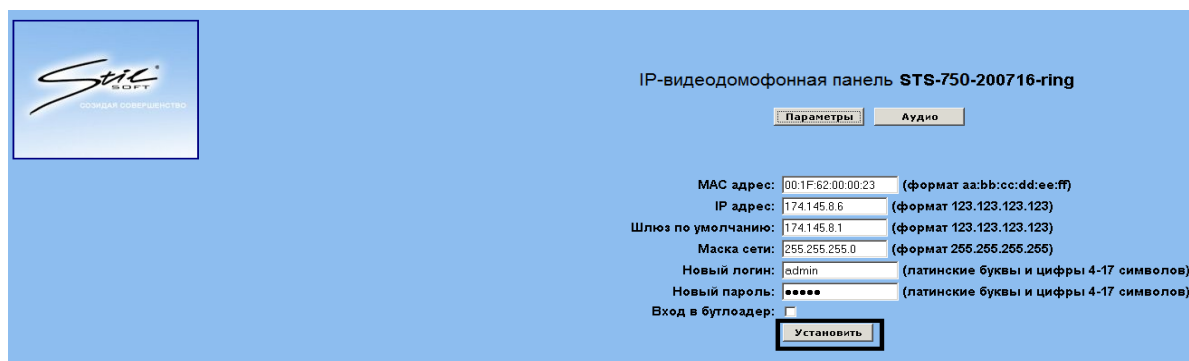 Stil
SOFT
СОЗИДАЯ СОВЕРШЕНСТВО
IP-видеодомофонная панель STS-750-200716-ring
Параметры Аудио
MAC адрес: 00:1F:62:00:00:23 (формат aa:bb:cc:dd:ee:ff)
IP адрес: 174.145.8.6 (формат 123.123.123.123)
Шлюз по умолчанию: 174.145.8.1 (формат 123.123.123.123)
Маска сети: 255.255.255.0 (формат 255.255.255.255)
Новый логин: admin (латинские буквы и цифры 4-17 символов)
Новый пароль: ●●●●● (латинские буквы и цифры 4-17 символов)
Вход в бутлоадер:
Установить